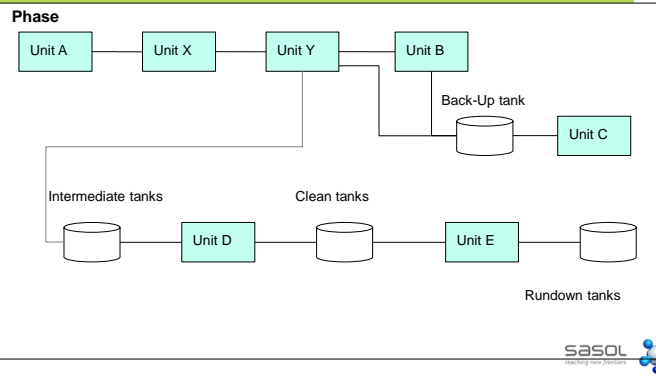 Phase
Unit A
Unit X
Unit Y
Unit B
Back-Up tank
Unit C
Intermediate tanks
Clean tanks
Unit D
Unit E
Rundown tanks
sasol
reaching new frontiers